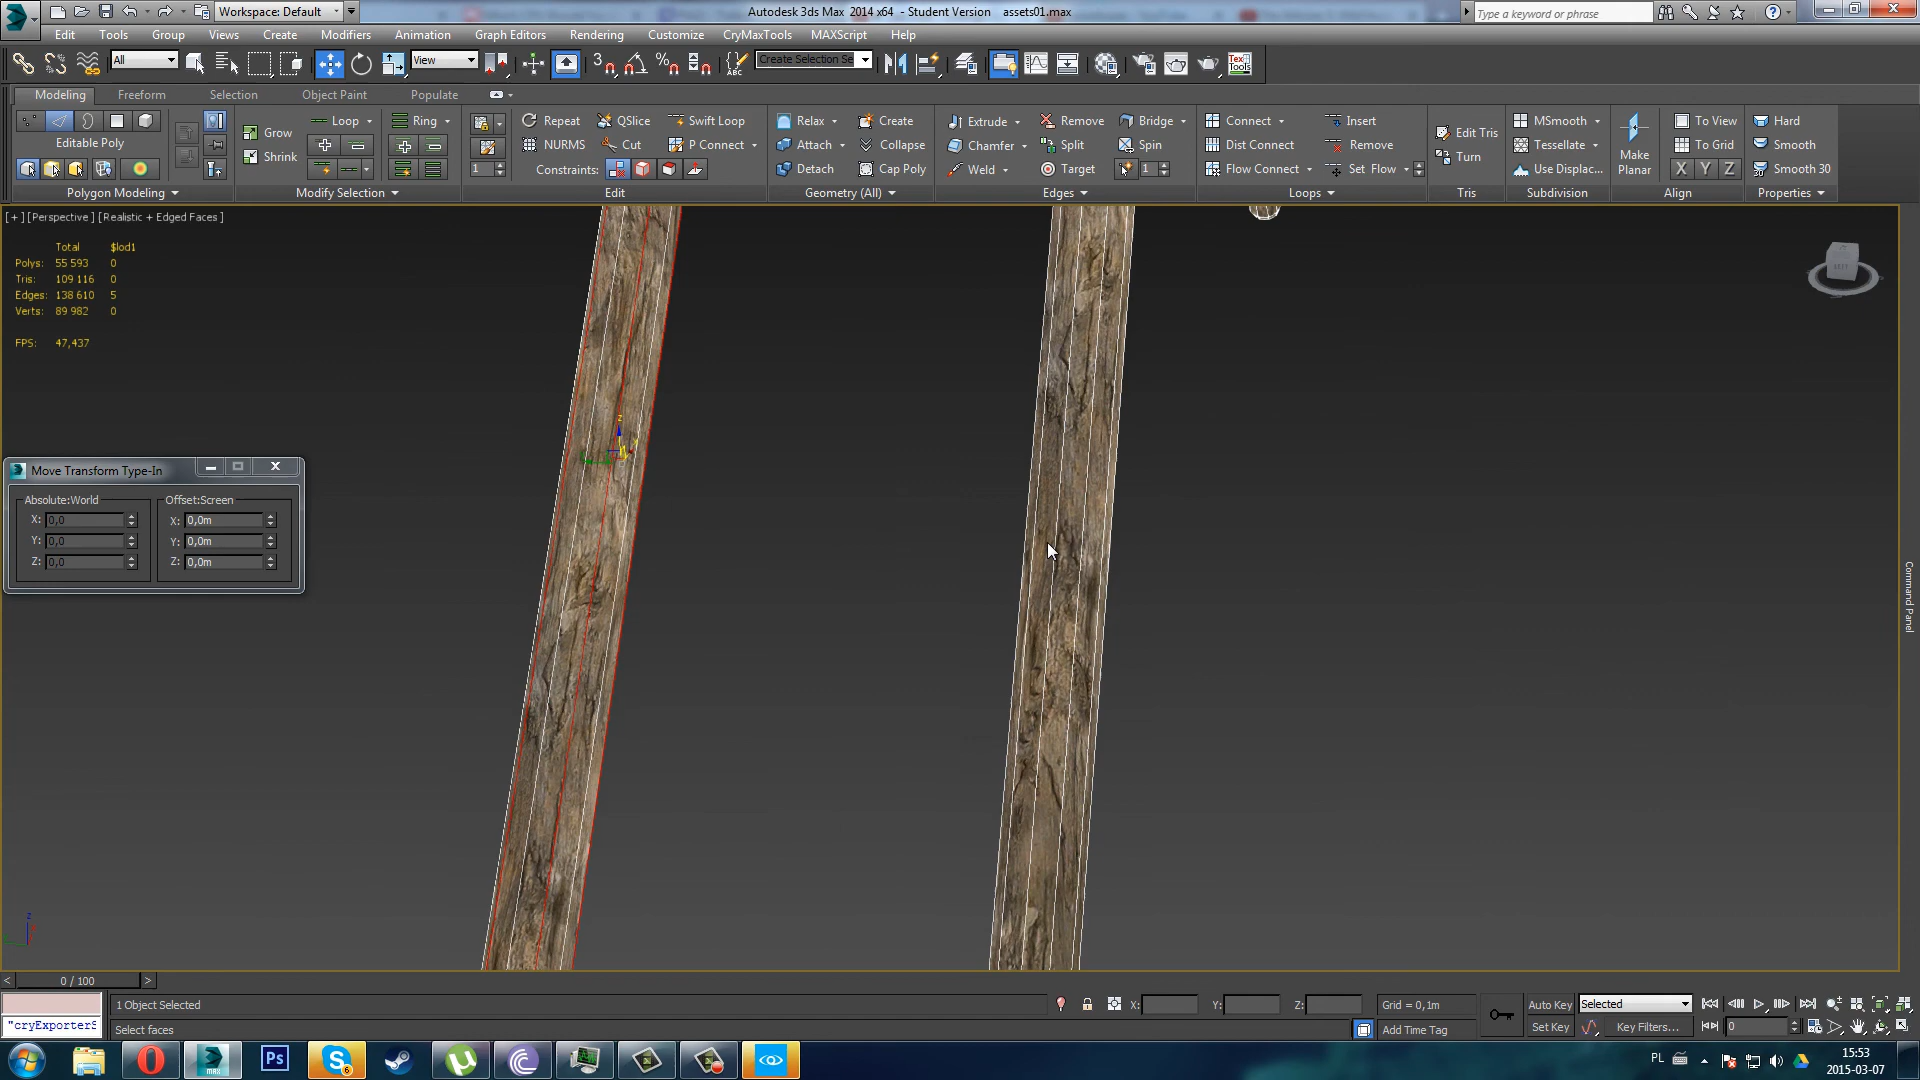 Workspace: Default
Autodesk 3ds Max 2014 x64 - Student Version assets01.max
Type a keyword or phrase
Edit Tools Group Views Create Modifiers Animation Graph Editors Rendering Customize CryMaxTools MAXScript Help
All
View
3
%
ABC
Create Selection Se
Modeling Freeform Selection Object Paint Populate
Editable Poly
Polygon Modeling
Grow
Shrink
Loop
Ring
Modify Selection
1
Repeat
QSlice
Swift Loop
NURMS
Cut
P Connect
Constraints:
Edit
Relax
Create
Attach
Collapse
Detach
Cap Poly
Geometry (All)
Extrude
Remove
Bridge
Chamfer
Split
Spin
Weld
Target
1
Edges
Connect
Insert
Dist Connect
Remove
Flow Connect
Set Flow
Loops
Edit Tris
Turn
Tris
MSmooth
Tessellate
Use Displac...
Subdivision
Make
Planar
To View
To Grid
X Y Z
Align
Hard
Smooth
Smooth 30
Properties
[ + ] [Perspective ] [Realistic + Edged Faces ]
Total $lod1
Polys: 55 593 0
Tris: 109 116 0
Edges: 138 610 5
Verts: 89 982 0
FPS: 47,437
Move Transform Type-In
Absolute:World
X: 0,0
Y: 0,0
Z: 0,0
Offset:Screen
X: 0,0m
Y: 0,0m
Z: 0,0m
Command Panel
z
z
< 0 / 100 >
1 Object Selected
X: Y: Z:
Grid = 0,1m
Auto Key
Selected
"cryExporterS
Select faces
Add Time Tag
Set Key
Key Filters...
0
Ps
6
MAX
PL
15:53
2015-03-07